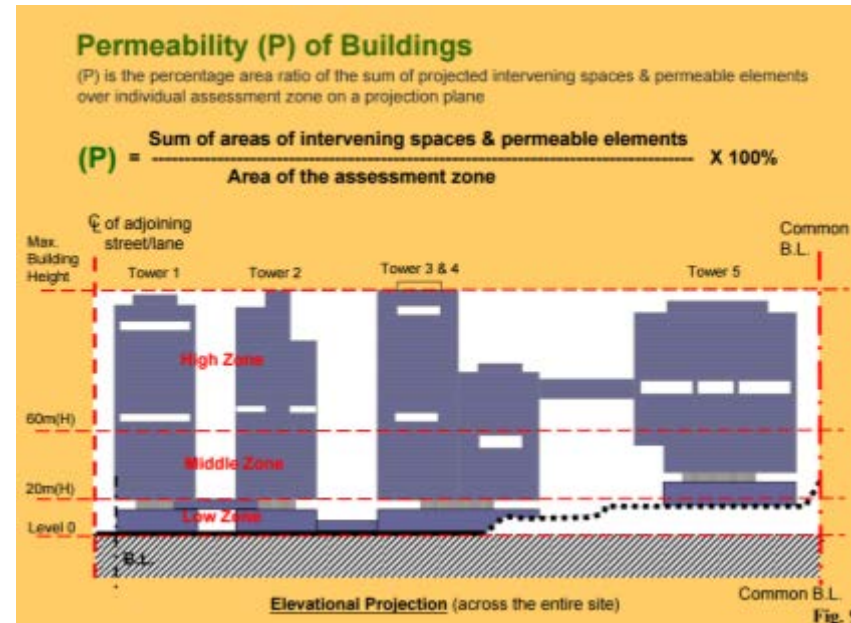 Permeability (P) of Buildings
(P) is the percentage area ratio of the sum of projected intervening spaces & permeable elements
over individual assessment zone on a projection plane
Sum of areas of intervening spaces & permeable elements
(P) = X 100%
Area of the assessment zone
℄ of adjoining
street/lane
Common
B.L.
Max.
Building
Height
Tower 1
Tower 2
Tower 3 & 4
Tower 5
High Zone
60m(H)
Middle Zone
20m(H)
Low Zone
Level 0
B.L.
Common B.L.
Elevational Projection (across the entire site)
Fig.